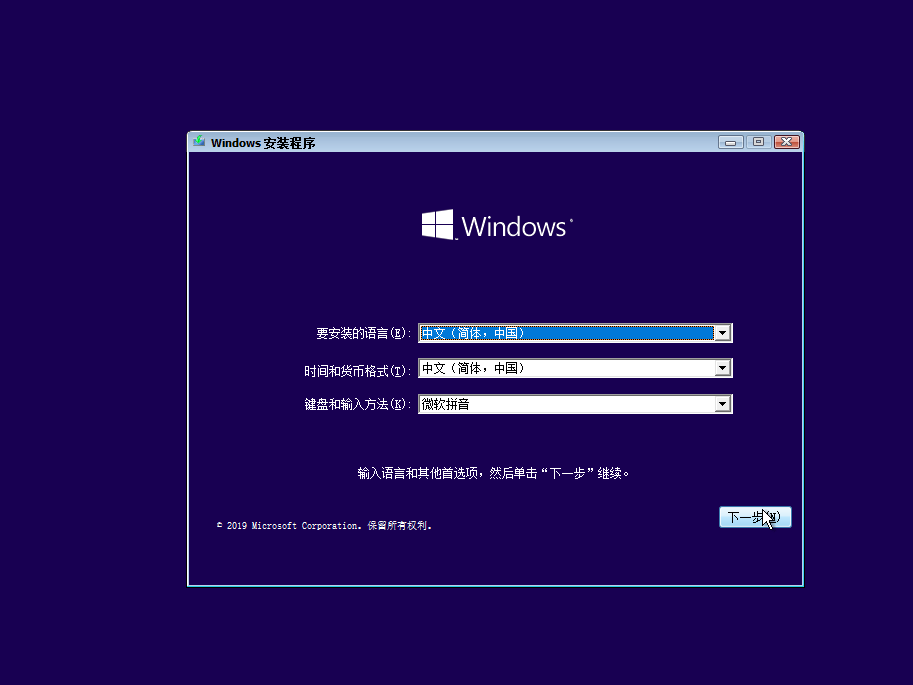 Windows 安装程序
Windows
要安装的语言(E):
中文（简体，中国）
时间和货币格式(T):
中文（简体，中国）
键盘和输入方法(K):
微软拼音
输入语言和其他首选项，然后单击“下一步”继续。
© 2019 Microsoft Corporation. 保留所有权利。
下一步(N)